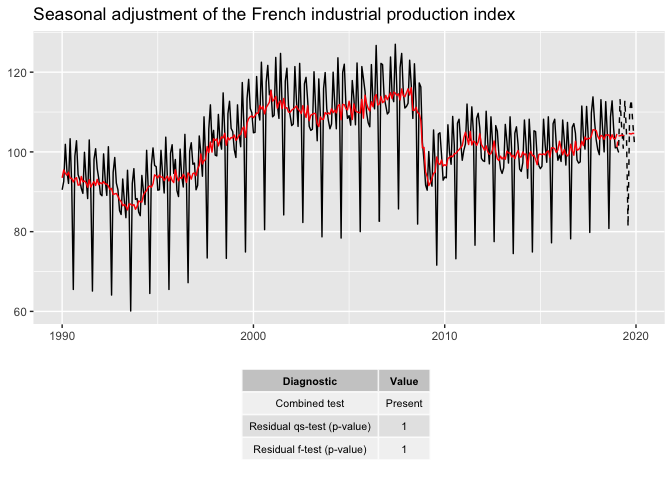 Seasonal adjustment of the French industrial production index
120
100
80
60
1990 2000 2010 2020
Diagnostic Value
Combined test Present
Residual qs-test (p-value) 1
Residual f-test (p-value) 1